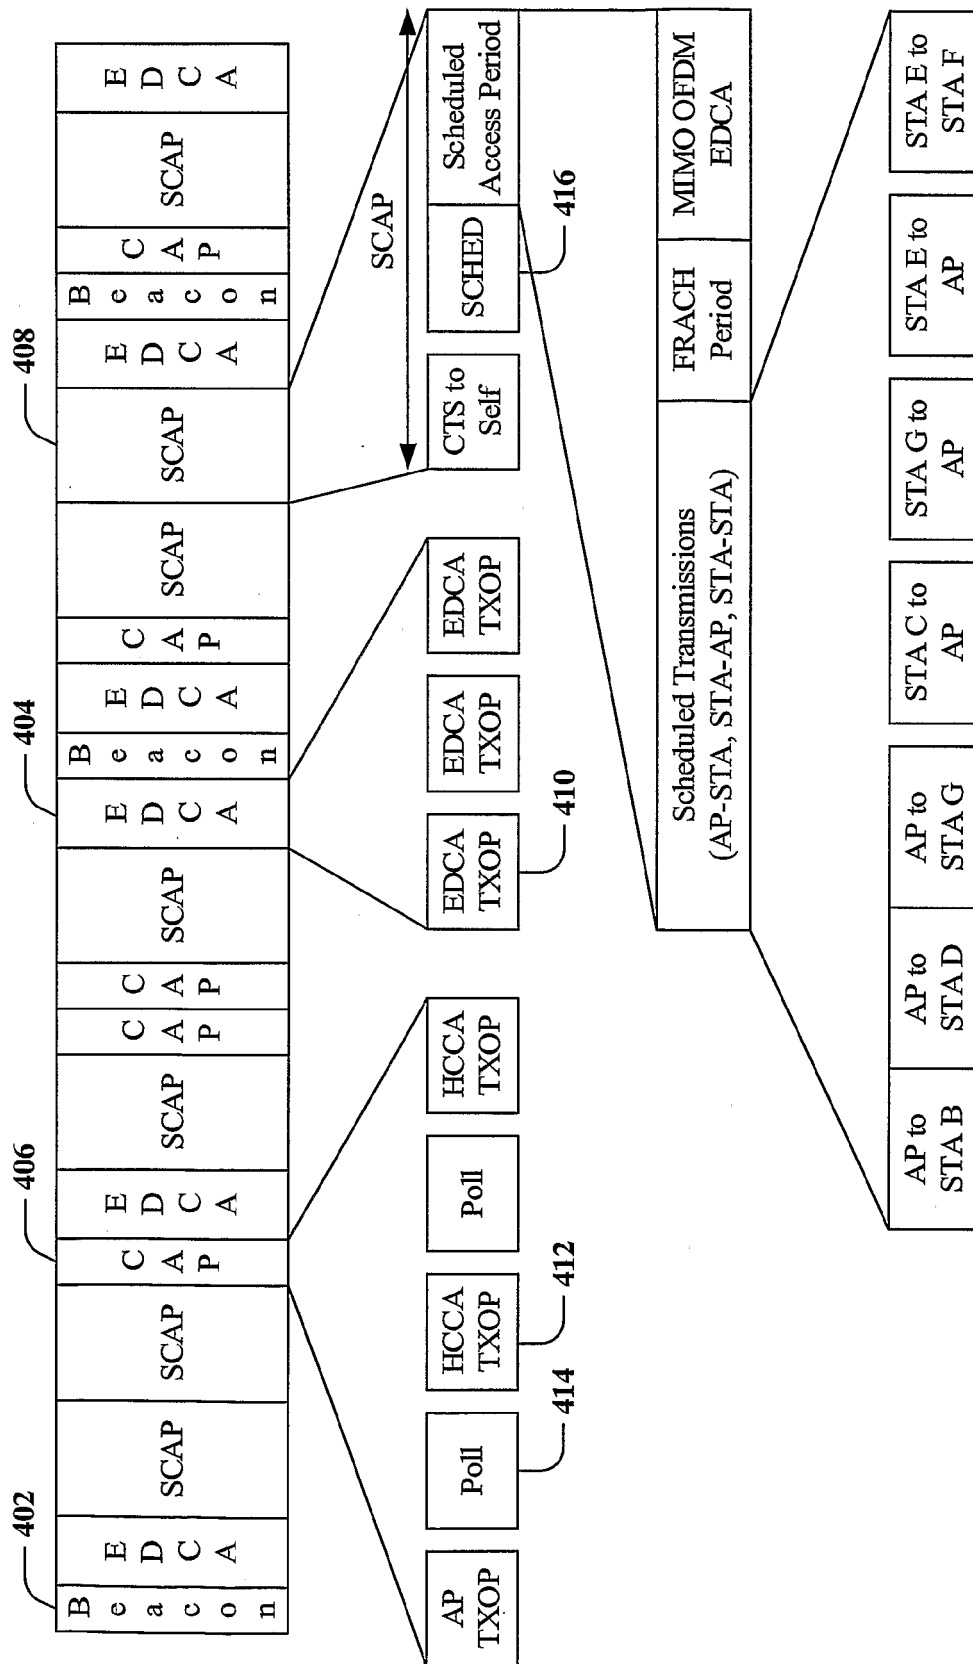 402
406
404
408
Beacon
EDCA
SCAP
SCAP
CAP
EDCA
SCAP
CAP
CAP
SCAP
EDCA
Beacon
EDCA
CAP
SCAP
SCAP
EDCA
Beacon
CAP
SCAP
EDCA
SCAP
AP
TXOP
Poll
HCCA
TXOP
Poll
HCCA
TXOP
EDCA
TXOP
EDCA
TXOP
EDCA
TXOP
CTS to
Self
SCHED
Scheduled
Access Period
414
412
410
416
Scheduled Transmissions
(AP-STA, STA-AP, STA-STA)
FRACH
Period
MIMO OFDM
EDCA
AP to
STA B
AP to
STA D
AP to
STA G
STA C to
AP
STA G to
AP
STA E to
AP
STA E to
STA F